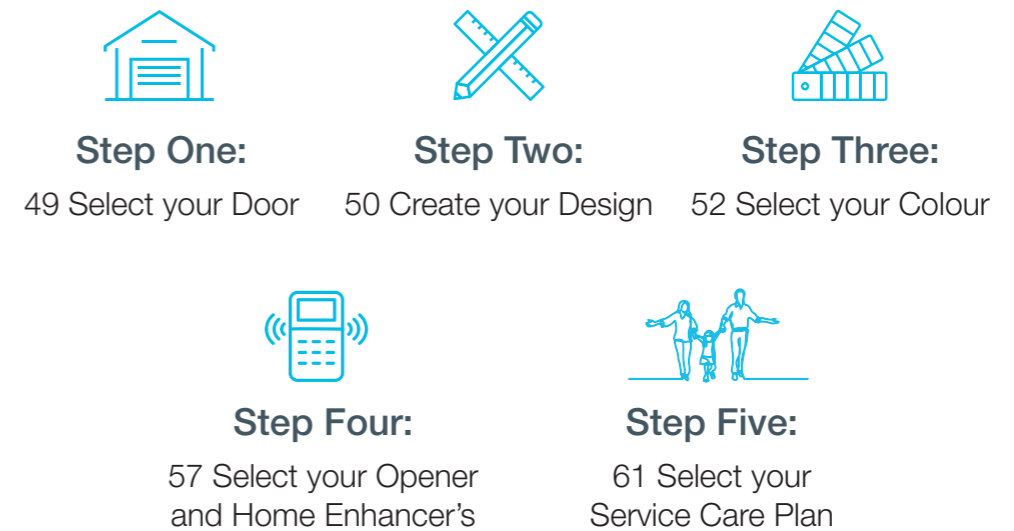 Step One:
49 Select your Door
Step Two:
50 Create your Design
Step Three:
52 Select your Colour
Step Four:
57 Select your Opener
and Home Enhancer’s
Step Five:
61 Select your
Service Care Plan